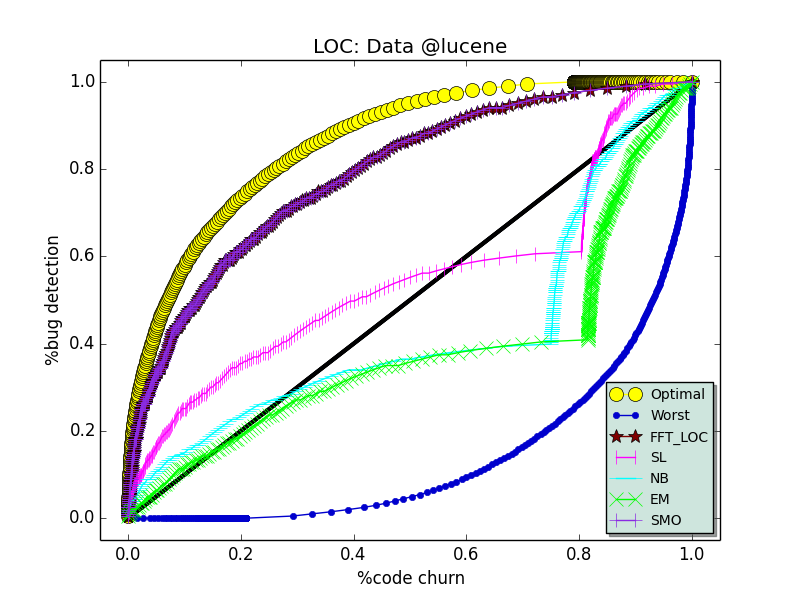 LOC: Data @lucene
1.0
0.8
0.6
0.4
0.2
0.0
%bug detection
0.0 0.2 0.4 0.6 0.8 1.0
%code churn
Optimal
Worst
FFT_LOC
SL
NB
EM
SMO